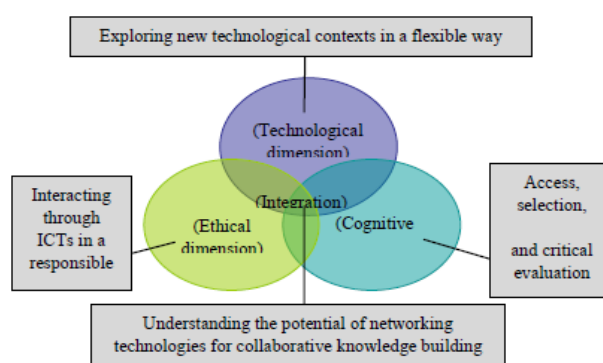 Exploring new technological contexts in a flexible way
(Technological
dimension)
Interacting
through
ICTs in a
responsible
(Integration)
(Ethical
dimension)
(Cognitive
Access,
selection,
and critical
evaluation
Understanding the potential of networking
technologies for collaborative knowledge building